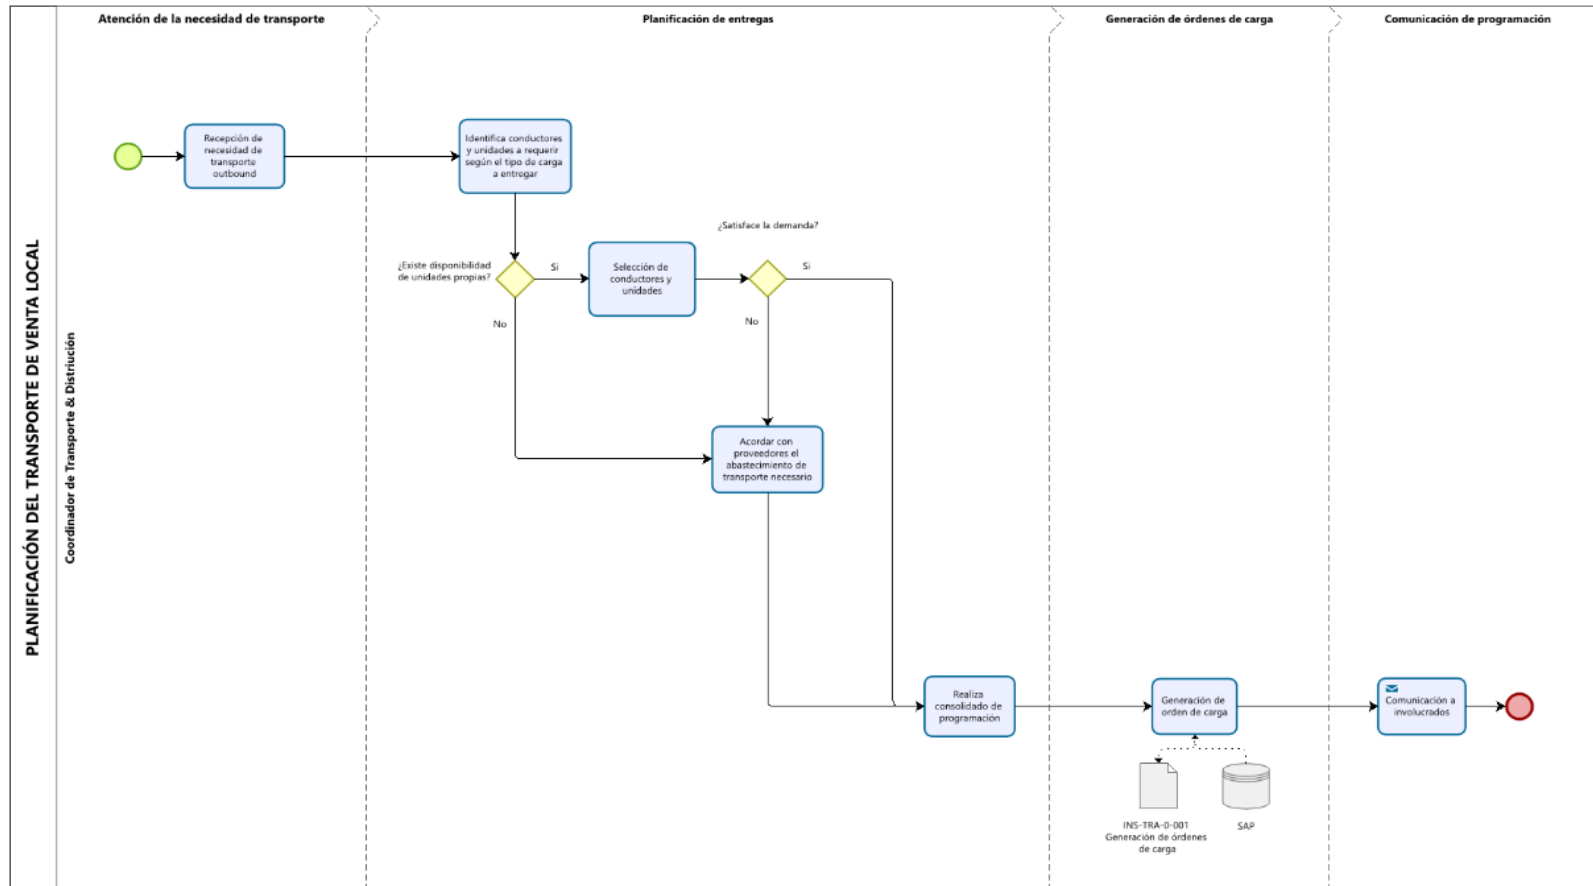 Atención de la necesidad de transporte
Planificación de entregas
Generación de órdenes de carga
Comunicación de programación
PLANIFICACIÓN DEL TRANSPORTE DE VENTA LOCAL
Coordinador de Transporte & Distriución
Recepción de
necesidad de
transporte
outbound
Identifica conductores
y unidades a requerir
según el tipo de carga
a entregar
¿Existe disponibilidad
de unidades propias?
Si
No
Selección de
conductores y
unidades
¿Satisface la demanda?
Si
No
Acordar con
proveedores el
abastecimiento de
transporte necesario
Realiza
consolidado de
programación
Generación de
orden de carga
INS-TRA-0-001
Generación de órdenes
de carga
SAP
Comunicación a
involucrados